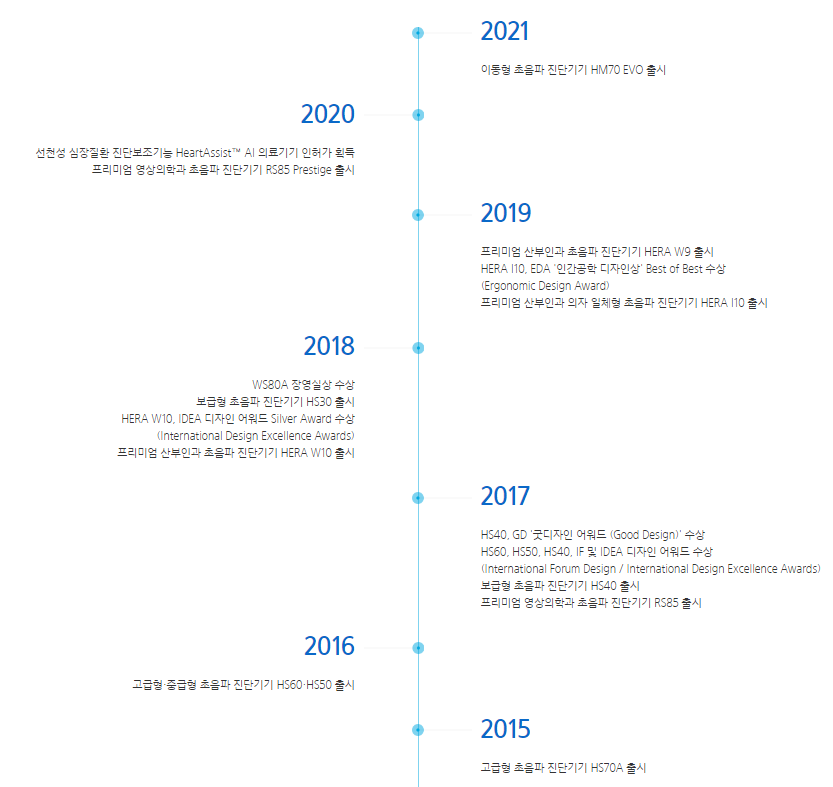 2021
이동형 초음파 진단기기 HM70 EVO 출시
2020
선천성 심장질환 진단보조기능 HeartAssist™ AI 의료기기 인허가 획득
프리미엄 영상의학과 초음파 진단기기 RS85 Prestige 출시
2019
프리미엄 산부인과 초음파 진단기기 HERA W9 출시
HERA I10, EDA '인간공학 디자인상' Best of Best 수상
(Ergonomic Design Award)
프리미엄 산부인과 의자 일체형 초음파 진단기기 HERA I10 출시
2018
WS80A 장영실상 수상
보급형 초음파 진단기기 HS30 출시
HERA W10, IDEA 디자인 어워드 Silver Award 수상
(International Design Excellence Awards)
프리미엄 산부인과 초음파 진단기기 HERA W10 출시
2017
HS40, GD '굿디자인 어워드 (Good Design)' 수상
HS60, HS50, HS40, IF 및 IDEA 디자인 어워드 수상
(International Forum Design / International Design Excellence Awards)
보급형 초음파 진단기기 HS40 출시
프리미엄 영상의학과 초음파 진단기기 RS85 출시
2016
고급형·중급형 초음파 진단기기 HS60·HS50 출시
2015
고급형 초음파 진단기기 HS70A 출시